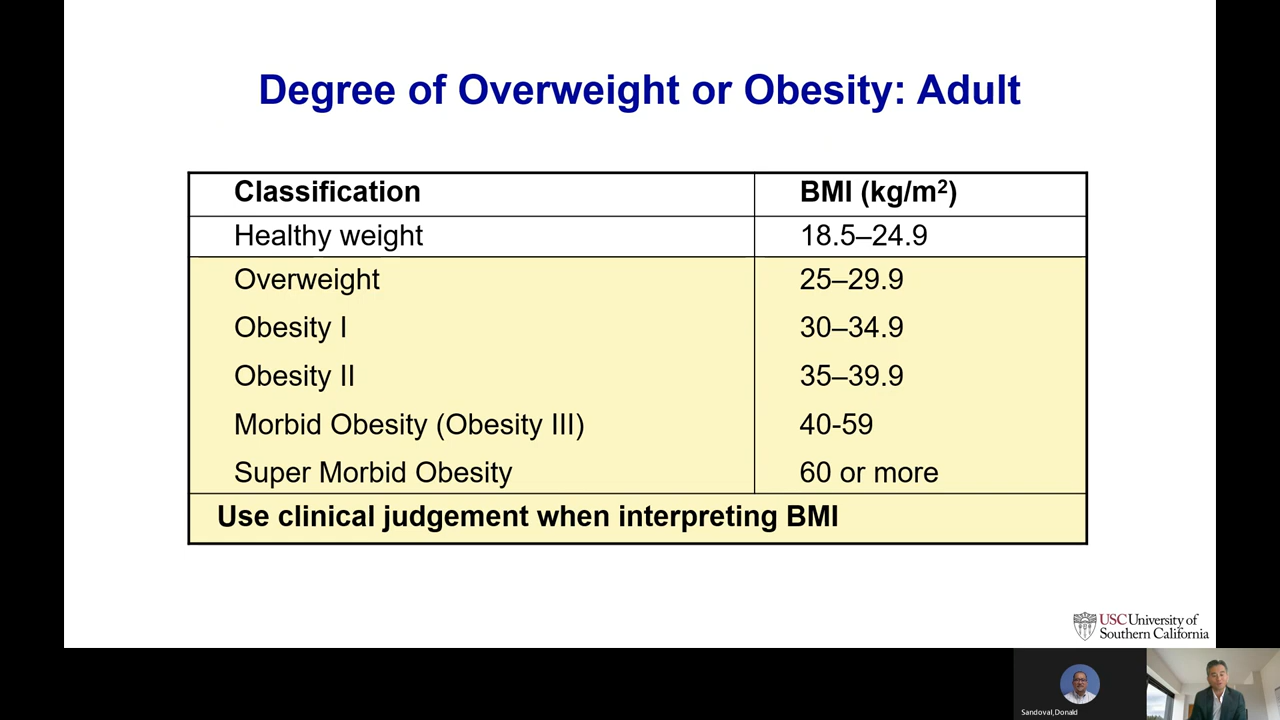 Degree of Overweight or Obesity: Adult
Classification BMI (kg/m²)
Healthy weight 18.5–24.9
Overweight 25–29.9
Obesity I 30–34.9
Obesity II 35–39.9
Morbid Obesity (Obesity III) 40-59
Super Morbid Obesity 60 or more
Use clinical judgement when interpreting BMI
USC University of
Southern California
Sandoval,Donald